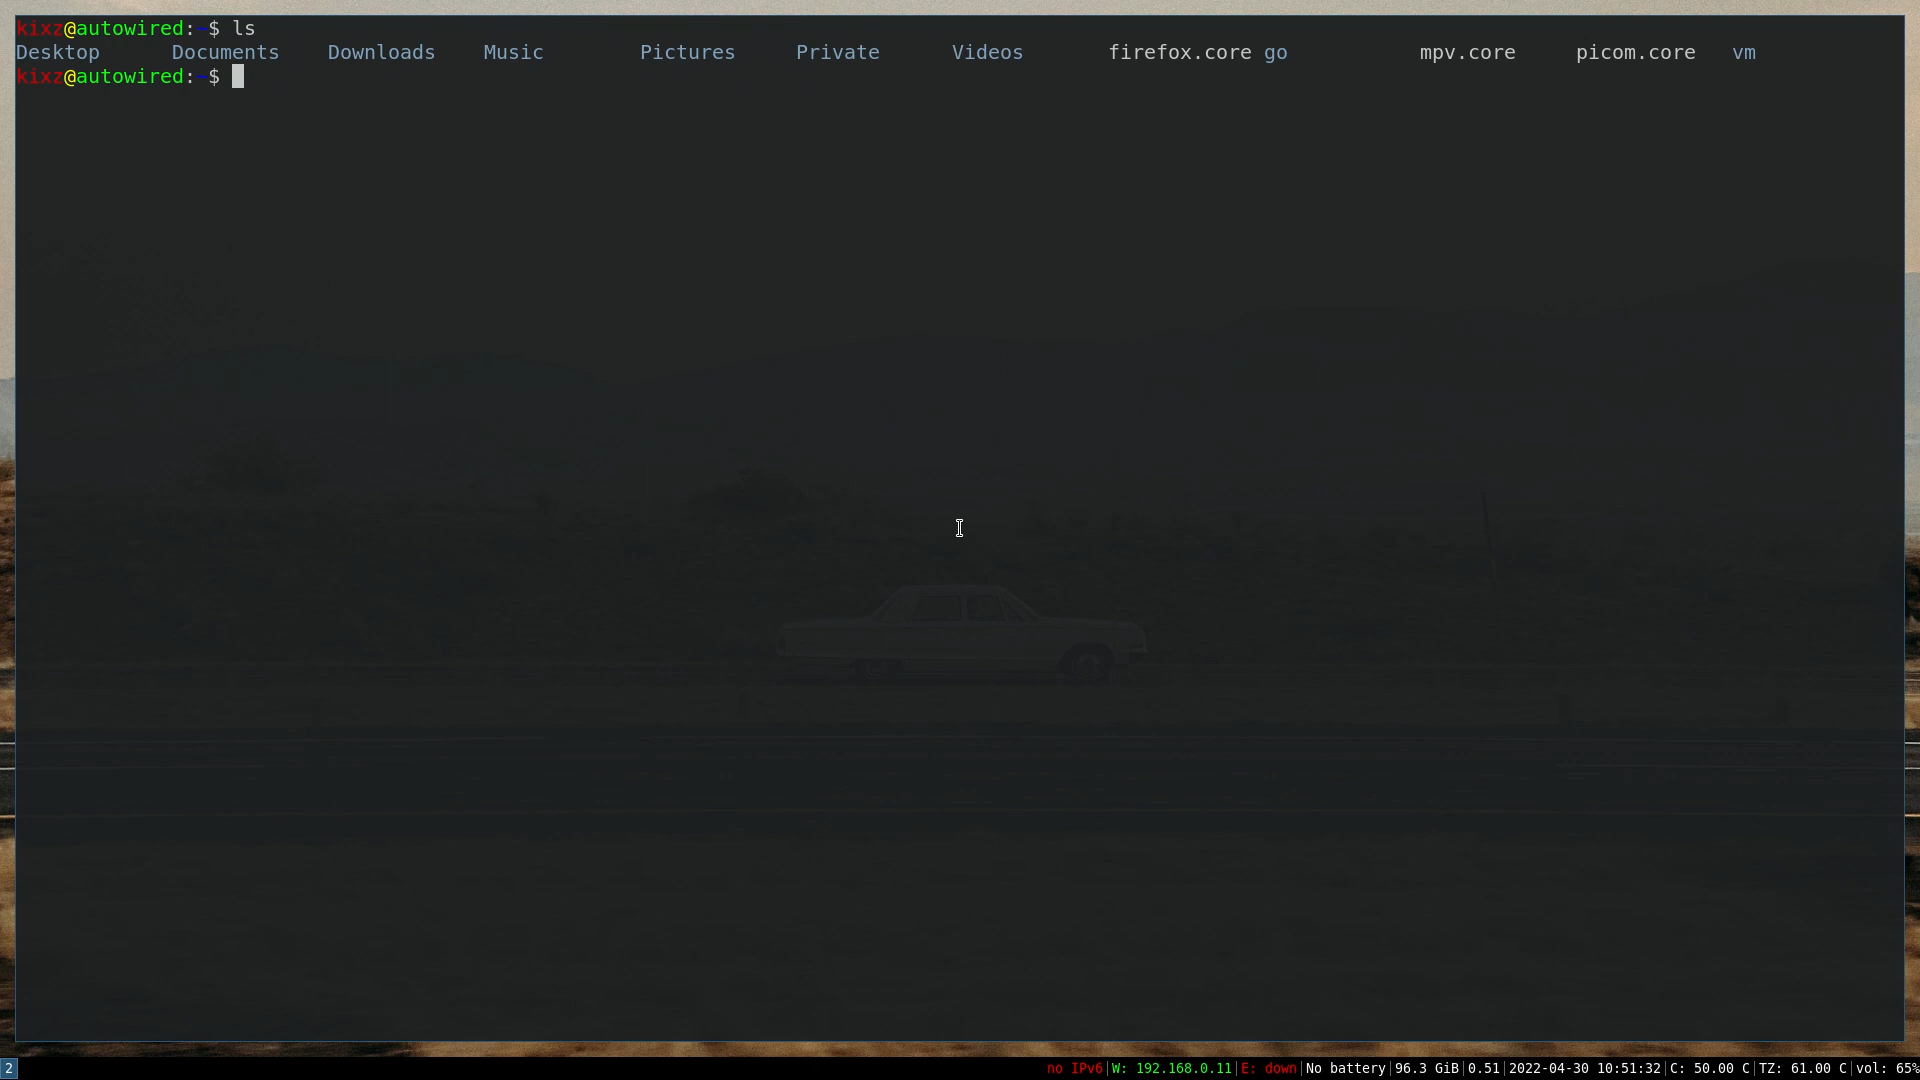 kixz@autowired:~$ ls
Desktop Documents Downloads Music Pictures Private Videos firefox.core go mpv.core picom.core vm
kixz@autowired:~$
2 no IPv6|W: 192.168.0.11|E: down|No battery|96.3 GiB|0.51|2022-04-30 10:51:32|C: 50.00 C|TZ: 61.00 C|vol: 65%